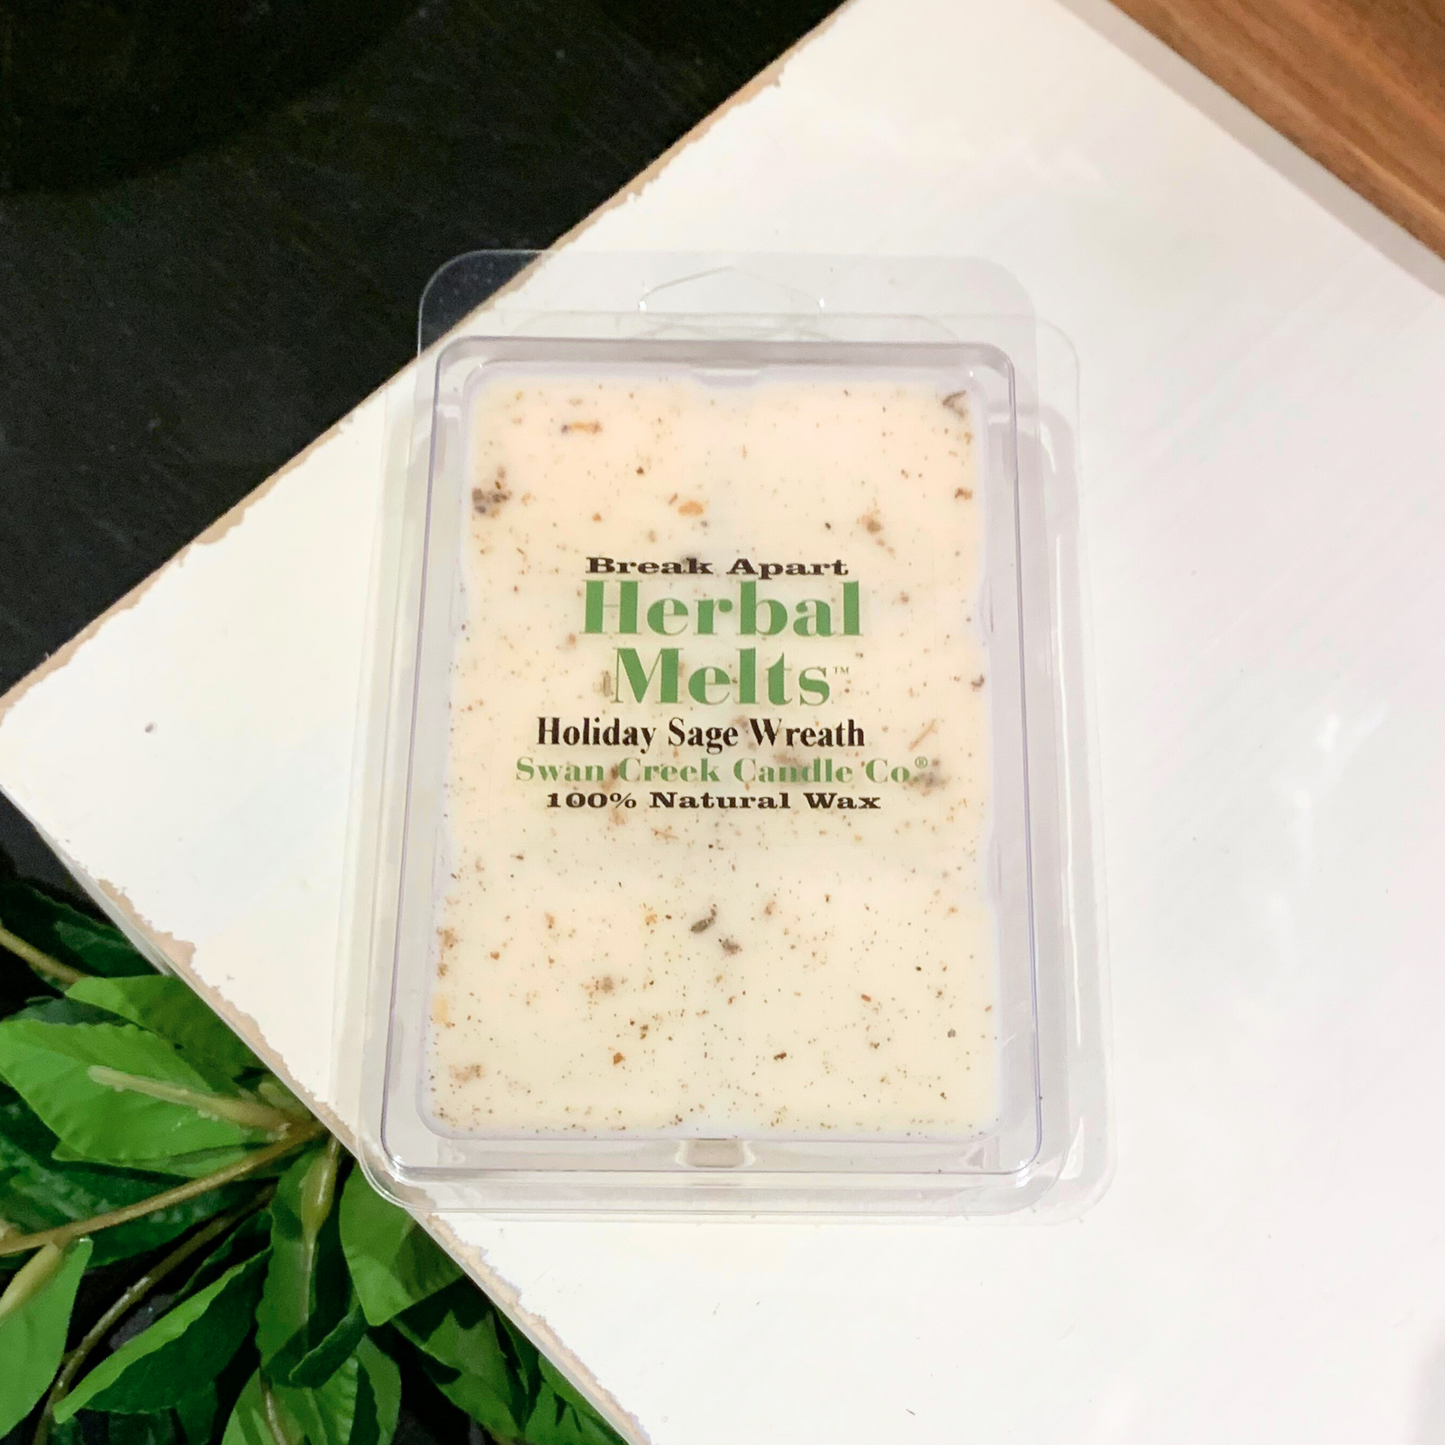 Break Apart
Herbal
Melts™
Holiday Sage Wreath
Swan Creek Candle Co.®
100% Natural Wax